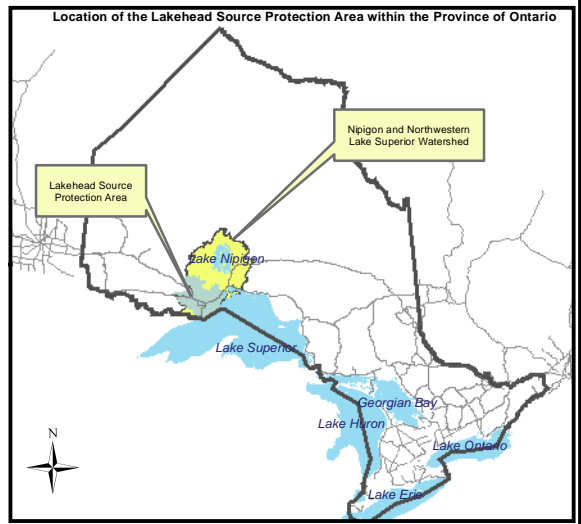 Location of the Lakehead Source Protection Area within the Province of Ontario
Nipigon and Northwestern
Lake Superior Watershed
Lakehead Source
Protection Area
Lake Nipigon
Lake Superior
Georgian Bay
Lake Huron
Lake Ontario
N
Lake Erie